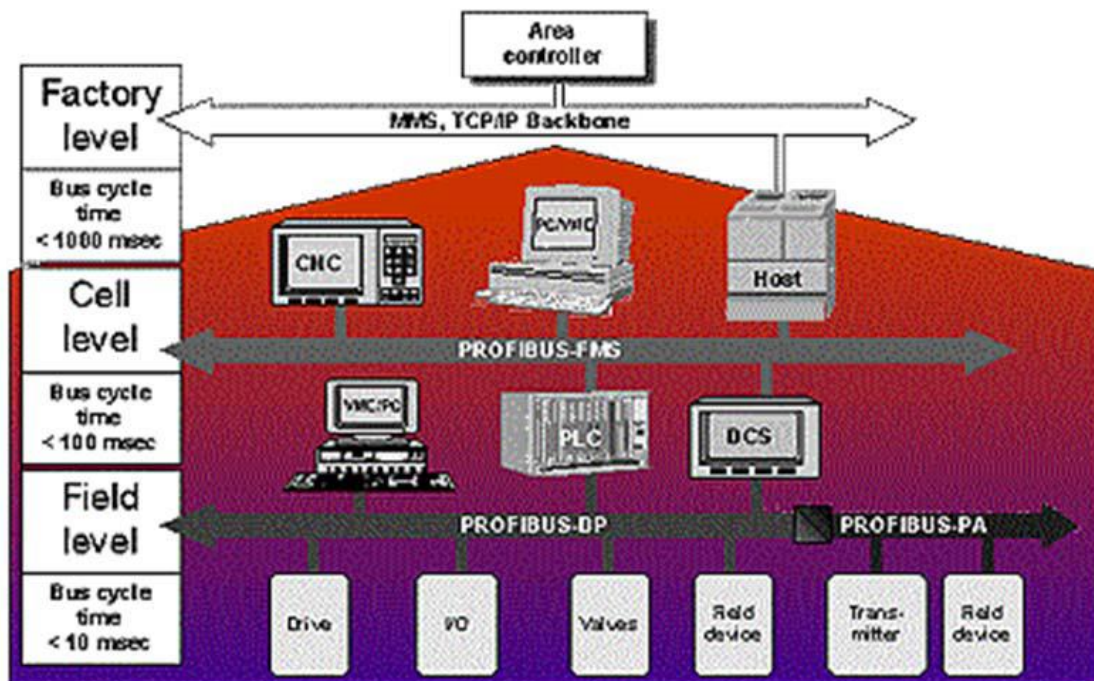 Area
controller
Factory
level
MMS, TCP/IP Backbone
Bus cycle
time
< 1000 msec
CNC
PC/VME
Host
Cell
level
PROFIBUS-FMS
Bus cycle
time
< 100 msec
VME/PC
PLC
DCS
Field
level
PROFIBUS-DP
PROFIBUS-PA
Bus cycle
time
< 10 msec
Drive
I/O
Valves
Field
device
Trans-
mitter
Field
device